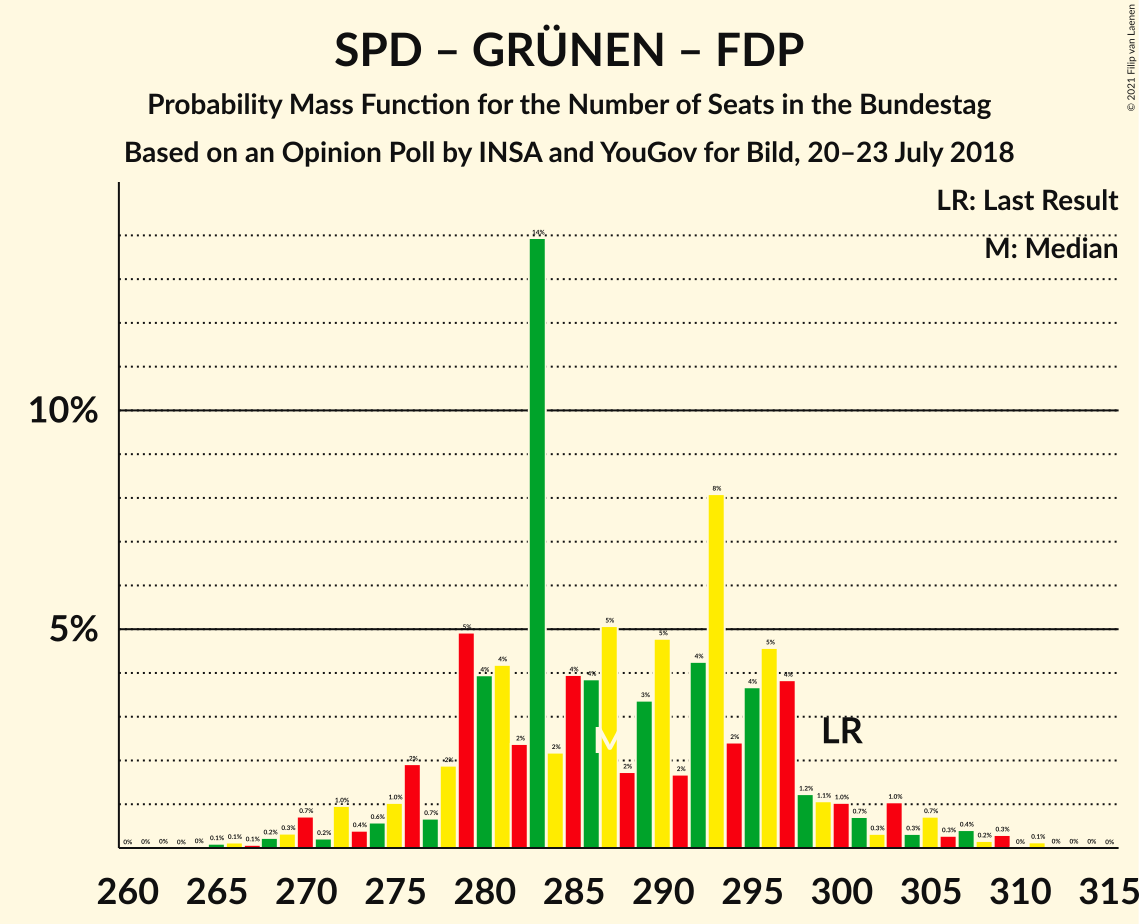 SPD – GRÜNEN – FDP
Probability Mass Function for the Number of Seats in the Bundestag
Based on an Opinion Poll by INSA and YouGov for Bild, 20–23 July 2018
© 2021 Filip van Laenen
LR: Last Result
M: Median
10%
5%
0% 0% 0% 0% 0% 0.1% 0.1% 0.1% 0.2% 0.3% 0.7% 0.2% 1.0% 0.4% 0.6% 1.0% 2% 0.7% 2% 5% 4% 4% 2% 14% 2% 4% 4% 5% 2% 3% 5% 2% 4% 8% 2% 4% 5% 4% 1.2% 1.1% 1.0% 0.7% 0.3% 1.0% 0.3% 0.7% 0.3% 0.4% 0.2% 0.3% 0% 0.1% 0% 0% 0% 0%
M
LR
260 265 270 275 280 285 290 295 300 305 310 315